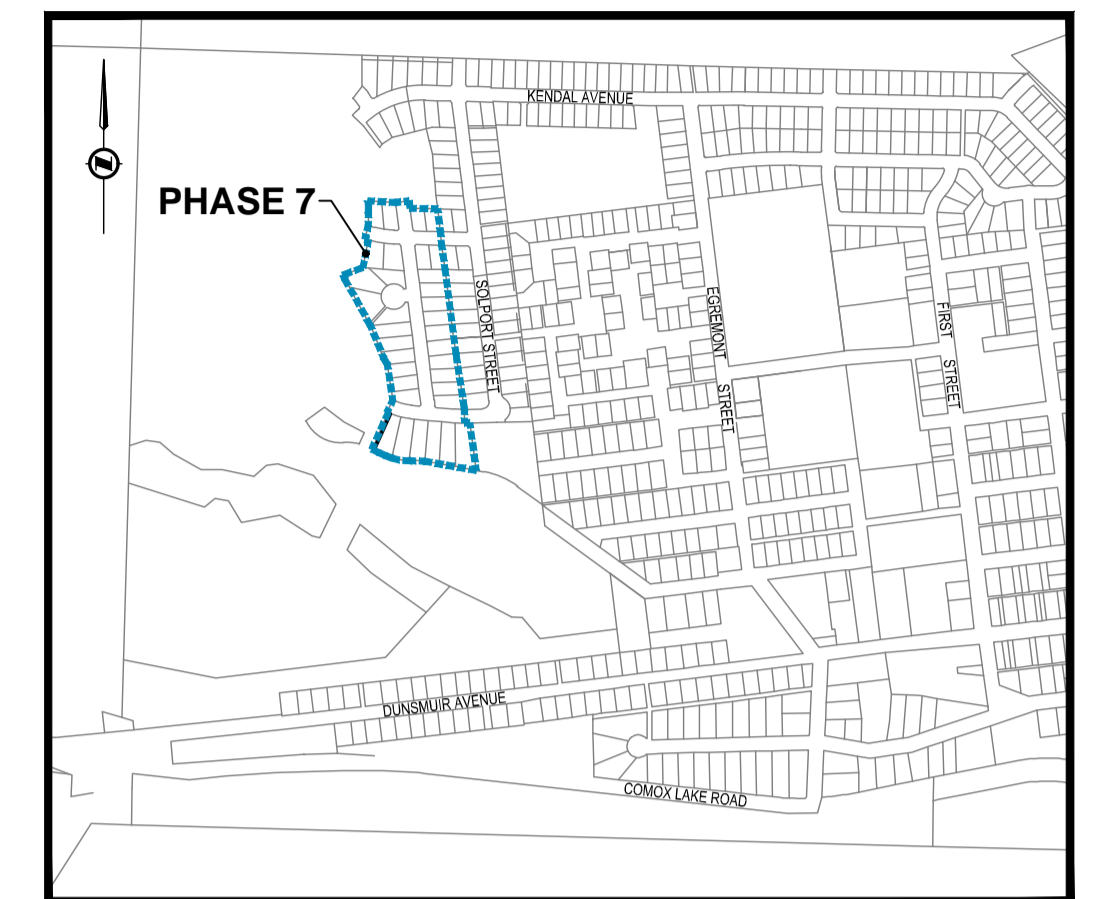 KENDAL AVENUE
PHASE 7
SOLPORT STREET
EGREMONT STREET
FIRST STREET
DUNSMUIR AVENUE
COMOX LAKE ROAD